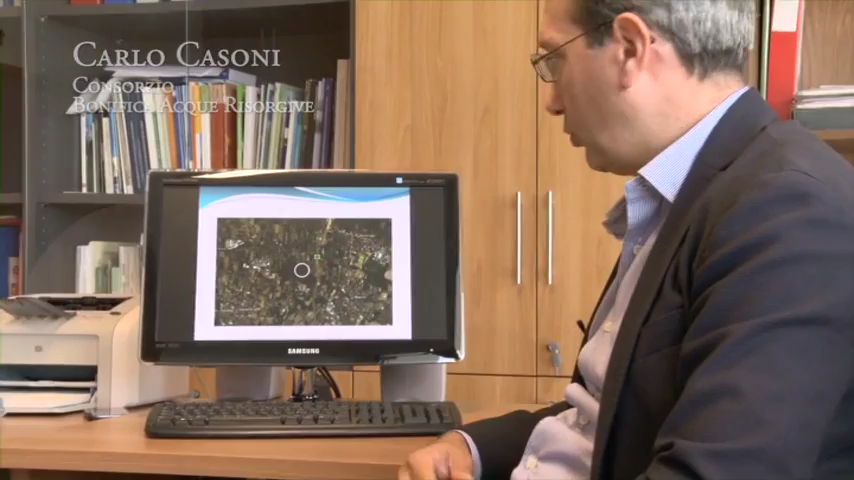 CARLO CASONI
CONSORZIO
BONIFICA ACQUE RISORGIVE
SAMSUNG